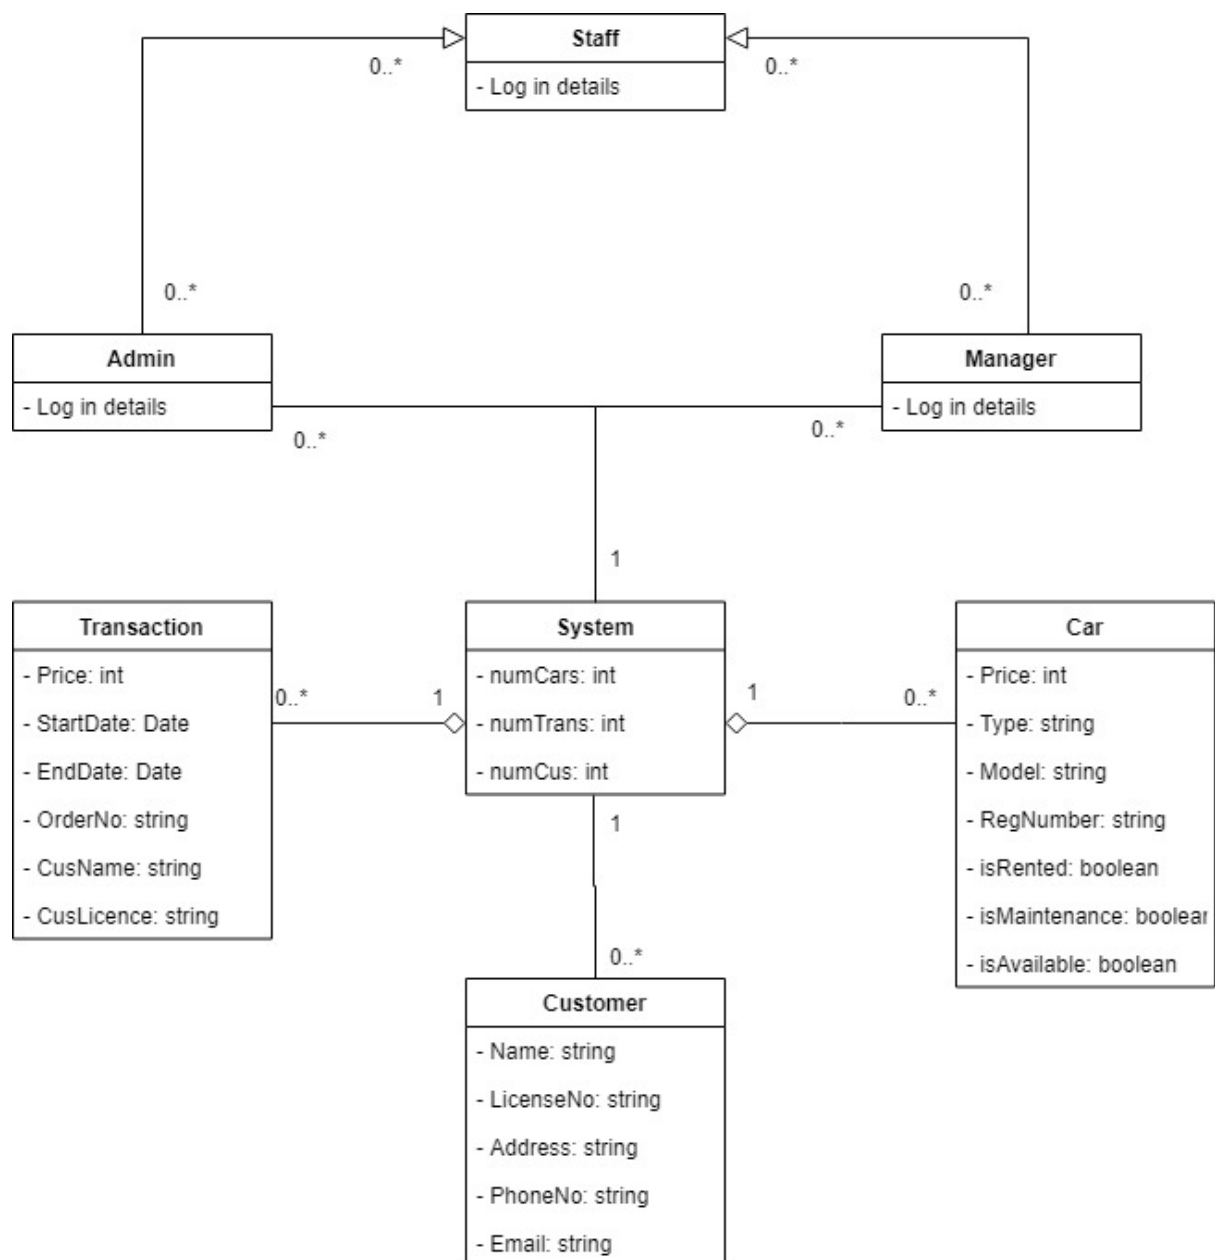 Staff
0..*
0..*
- Log in details
0..*
0..*
Admin
Manager
- Log in details
- Log in details
0..*
0..*
1
Transaction
- Price: int
- StartDate: Date
- EndDate: Date
- OrderNo: string
- CusName: string
- CusLicence: string
0..*
1
System
- numCars: int
- numTrans: int
- numCus: int
1
0..*
Car
- Price: int
- Type: string
- Model: string
- RegNumber: string
- isRented: boolean
- isMaintenance: boolear
- isAvailable: boolean
1
0..*
Customer
- Name: string
- LicenseNo: string
- Address: string
- PhoneNo: string
- Email: string